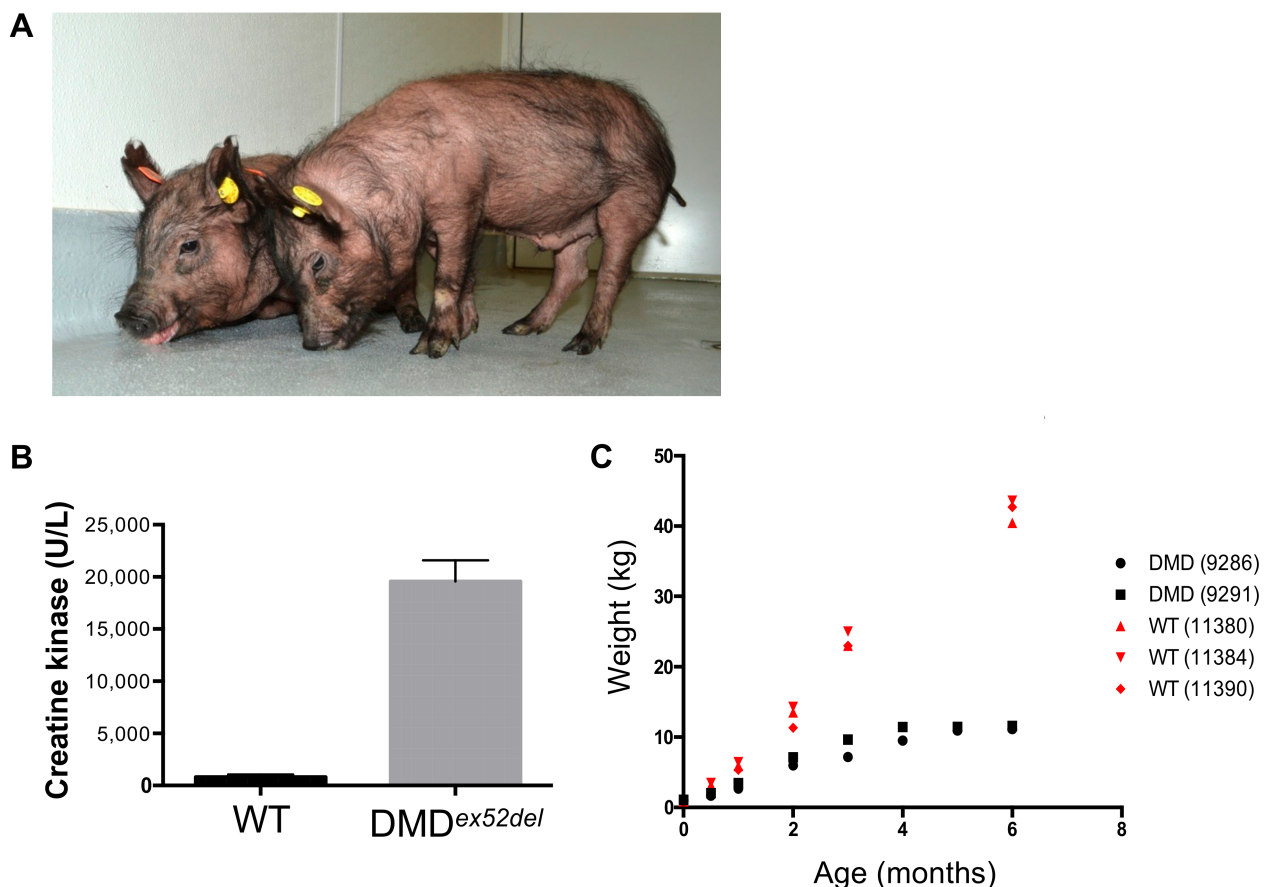 A
B
Creatine kinase (U/L)
25,000
20,000
15,000
10,000
5,000
0
WT
DMDex52del
C
Weight (kg)
50
40
30
20
10
0
0 2 4 6 8
Age (months)
DMD (9286)
DMD (9291)
WT (11380)
WT (11384)
WT (11390)